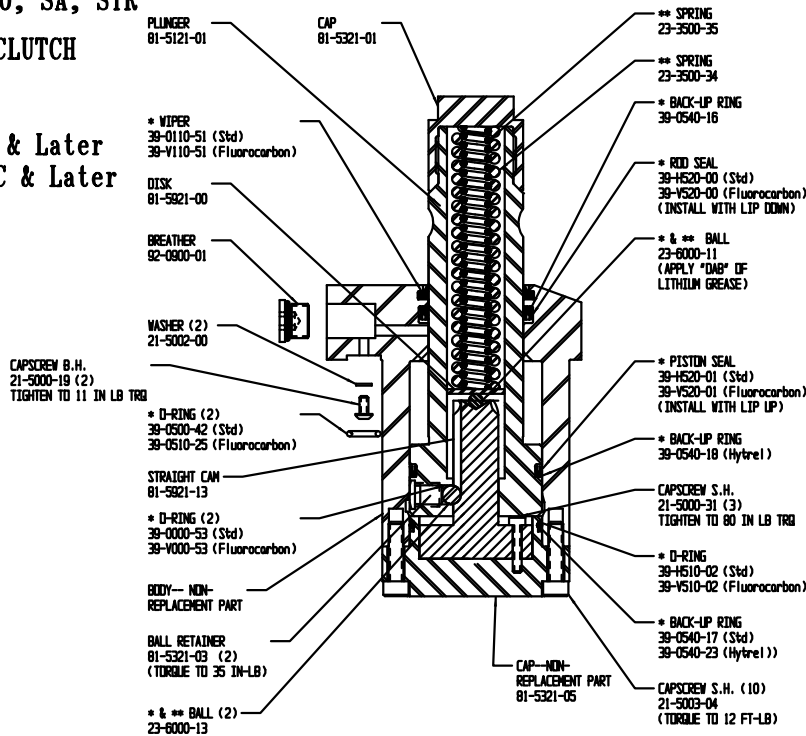 O, SA, STR
CLUTCH
& Later
C & Later
PLUNGER
81-5121-01
CAP
81-5321-01
* WIPER
39-0110-51 (Std)
39-V110-51 (Fluorocarbon)
DISK
81-5921-00
BREATHER
92-0900-01
WASHER (2)
21-5002-00
CAPSCREW B.H.
21-5000-19 (2)
TIGHTEN TO 11 IN LB TRQ
* O-RING (2)
39-0500-42 (Std)
39-0510-25 (Fluorocarbon)
STRAIGHT CAM
81-5921-13
* O-RING (2)
39-0000-53 (Std)
39-V000-53 (Fluorocarbon)
BODY-- NON-
REPLACEMENT PART
BALL RETAINER
81-5321-03 (2)
(TORQUE TO 35 IN-LB)
* & ** BALL (2)
23-6000-13
** SPRING
23-3500-35
** SPRING
23-3500-34
* BACK-UP RING
39-0540-16
* ROD SEAL
39-H520-00 (Std)
39-V520-00 (Fluorocarbon)
(INSTALL WITH LIP DOWN)
* & ** BALL
23-6000-11
(APPLY "DAB" OF
LITHIUM GREASE)
* PISTON SEAL
39-H520-01 (Std)
39-V520-01 (Fluorocarbon)
(INSTALL WITH LIP UP)
* BACK-UP RING
39-0540-18 (Hytrel)
CAPSCREW S.H.
21-5000-31 (3)
TIGHTEN TO 80 IN LB TRQ
* O-RING
39-H510-02 (Std)
39-V510-02 (Fluorocarbon)
* BACK-UP RING
39-0540-17 (Std)
39-0540-23 (Hytrel))
CAP--NON-
REPLACEMENT PART
81-5321-05
CAPSCREW S.H. (10)
21-5003-04
(TORQUE TO 12 FT-LB)